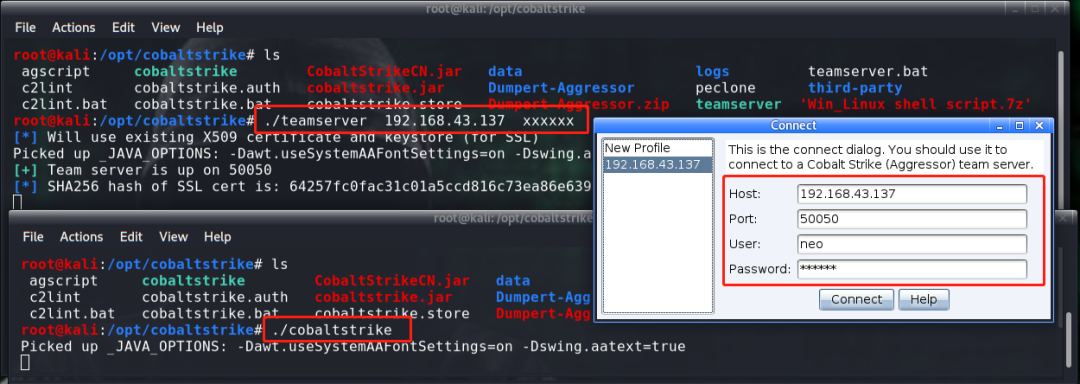 root@kali: /opt/cobaltstrike
File Actions Edit View Help
root@kali:/opt/cobaltstrike# ls
agscript cobaltstrike CobaltStrikeCN.jar data logs teamserver.bat
c2lint cobaltstrike.auth cobaltstrike.jar Dumpert-Aggressor peclone third-party
c2lint.bat cobaltstrike.bat cobaltstrike.store Dumpert-Aggressor.zip teamserver 'Win_Linux shell script.7z'
root@kali:/opt/cobaltstrike# ./teamserver 192.168.43.137 xxxxxx
[*] Will use existing X509 certificate and keystore (for SSL)
Picked up _JAVA_OPTIONS: -Dawt.useSystemAAFontSettings=on -Dswing.a
[+] Team server is up on 50050
[*] SHA256 hash of SSL cert is: 64257fc0fac31c01a5ccd816c73ea86e639
Connect
New Profile
192.168.43.137
This is the connect dialog. You should use it to
connect to a Cobalt Strike (Aggressor) team server.
Host: 192.168.43.137
Port: 50050
User: neo
Password: ******
Connect Help
root@kali: /opt/cobaltstrike
File Actions Edit View Help
root@kali:/opt/cobaltstrike# ls
agscript cobaltstrike CobaltStrikeCN.jar data
c2lint cobaltstrike.auth cobaltstrike.jar Dumpert-Agg
c2lint.bat cobaltstrike.bat cobaltstrike.store Dumpert-Agg
root@kali:/opt/cobaltstrike# ./cobaltstrike
Picked up _JAVA_OPTIONS: -Dawt.useSystemAAFontSettings=on -Dswing.aatext=true